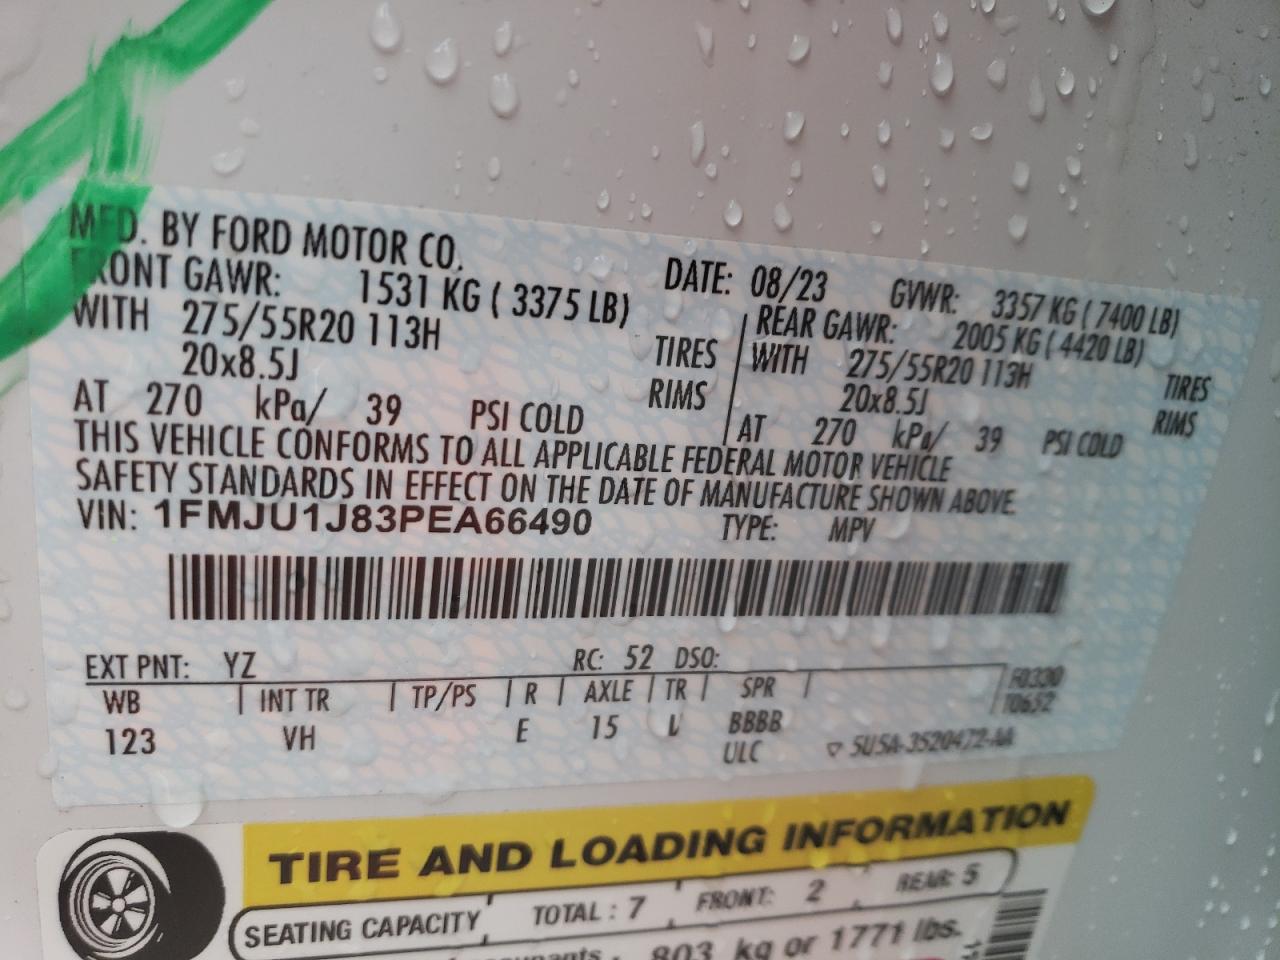 MFD. BY FORD MOTOR CO.
DATE: 08/23 GVWR: 3357 KG ( 7400 LB)
FRONT GAWR: 1531 KG ( 3375 LB)
REAR GAWR: 2005 KG ( 4420 LB)
WITH 275/55R20 113H TIRES
WITH 275/55R20 113H TIRES
20x8.5J RIMS
20x8.5J RIMS
AT 270 kPa/ 39 PSI COLD
AT 270 kPa/ 39 PSI COLD
THIS VEHICLE CONFORMS TO ALL APPLICABLE FEDERAL MOTOR VEHICLE
SAFETY STANDARDS IN EFFECT ON THE DATE OF MANUFACTURE SHOWN ABOVE.
VIN: 1FMJU1J83PEA66490 TYPE: MPV
EXT PNT: YZ RC: 52 DSO:
WB INT TR TP/PS R AXLE TR SPR
F0330
T0652
123 VH E 15 BBBB
ULC 5U5A-3520472-AA
TIRE AND LOADING INFORMATION
SEATING CAPACITY TOTAL : 7 FRONT: 2 REAR: 5
803 kg or 1771 lbs.